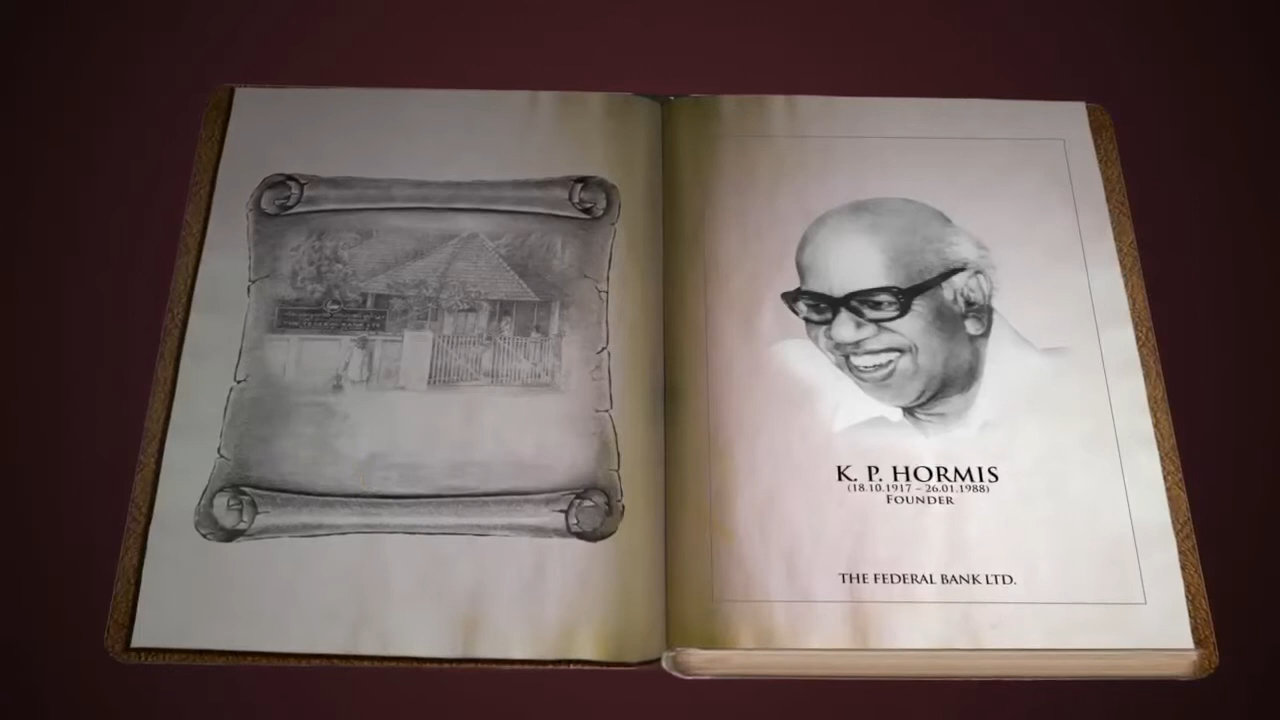 K. P. HORMIS
(18.10.1917 – 26.01.1988)
FOUNDER
THE FEDERAL BANK LTD.